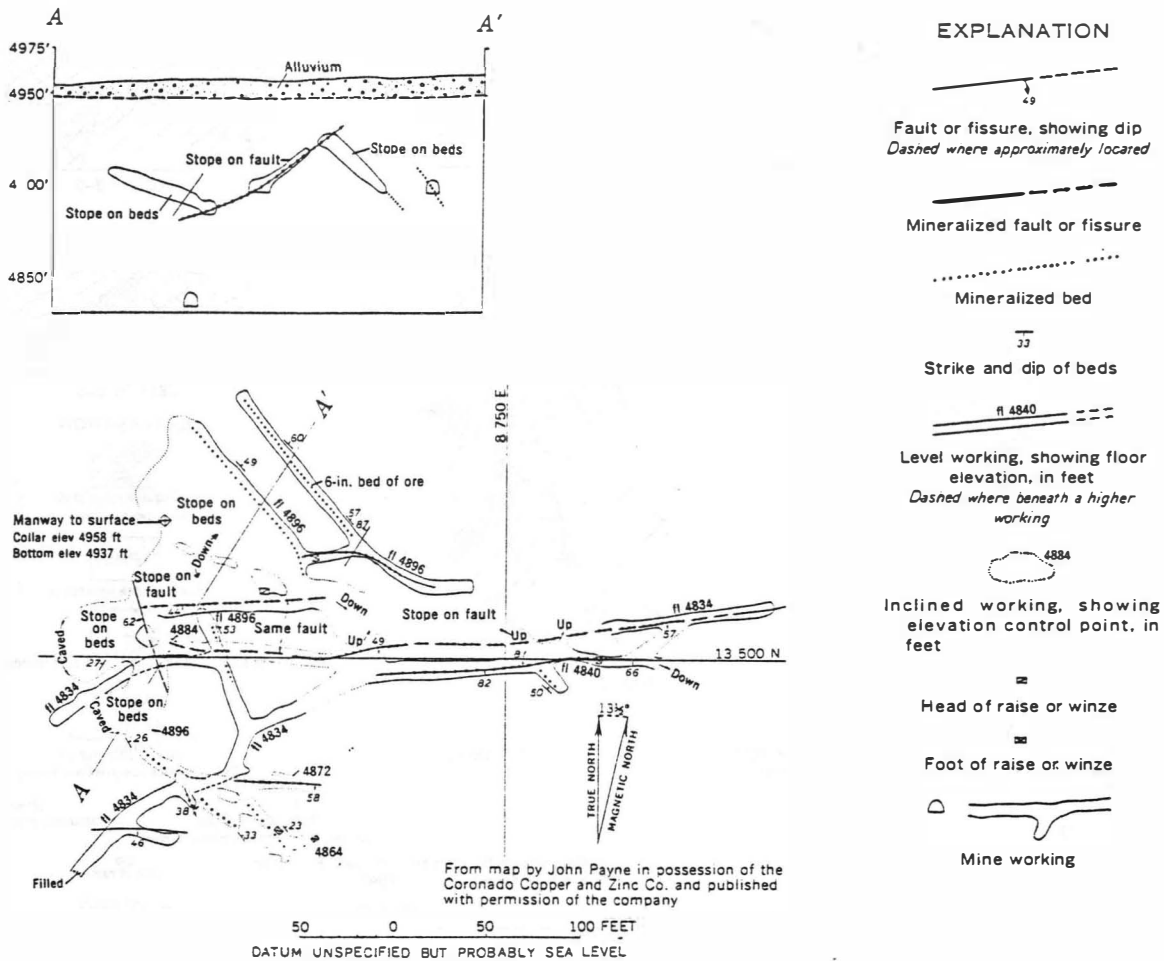 A
A'
4975'
4950'
4 00'
4850'
Alluvium
Stope on fault
Stope on beds
Stope on beds
EXPLANATION
49
Fault or fissure, showing dip
Dashed where approximately located
Mineralized fault or fissure
Mineralized bed
33
Strike and dip of beds
fl 4840
Level working, showing floor
elevation, in feet
Dashed where beneath a higher
working
4884
Inclined working, showing
elevation control point, in
feet
Head of raise or winze
Foot of raise or winze
Mine working
A'
8 750 E
60
49
6-in. bed of ore
fl 4896
57
87
fl 4896
Stope on
beds
Manway to surface
Collar elev 4958 ft
Bottom elev 4937 ft
Down
Stope on
fault
Down
44
fl 4896
Stope on fault
fl 4834
Stope
on
beds
62
4884
53
Same fault
Up
49
Up
Up
57
Caved
27
81
13 500 N
fl 4840
66
Down
82
50
fl 4834
Stope on
beds
Caved
4896
26
fl 4834
13½°
TRUE NORTH
MAGNETIC NORTH
A
4872
58
fl 4834
38
33
23
4864
46
Filled
From map by John Payne in possession of the
Coronado Copper and Zinc Co. and published
with permission of the company
50 0 50 100 FEET
DATUM UNSPECIFIED BUT PROBABLY SEA LEVEL